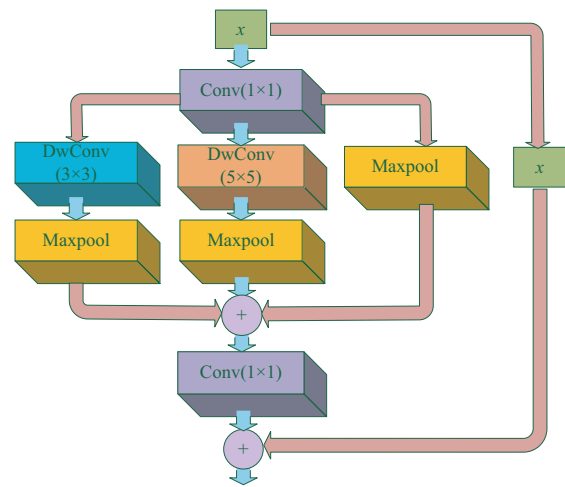 x
Conv(1×1)
DwConv
(3×3)
DwConv
(5×5)
Maxpool
x
Maxpool
Maxpool
+
Conv(1×1)
+